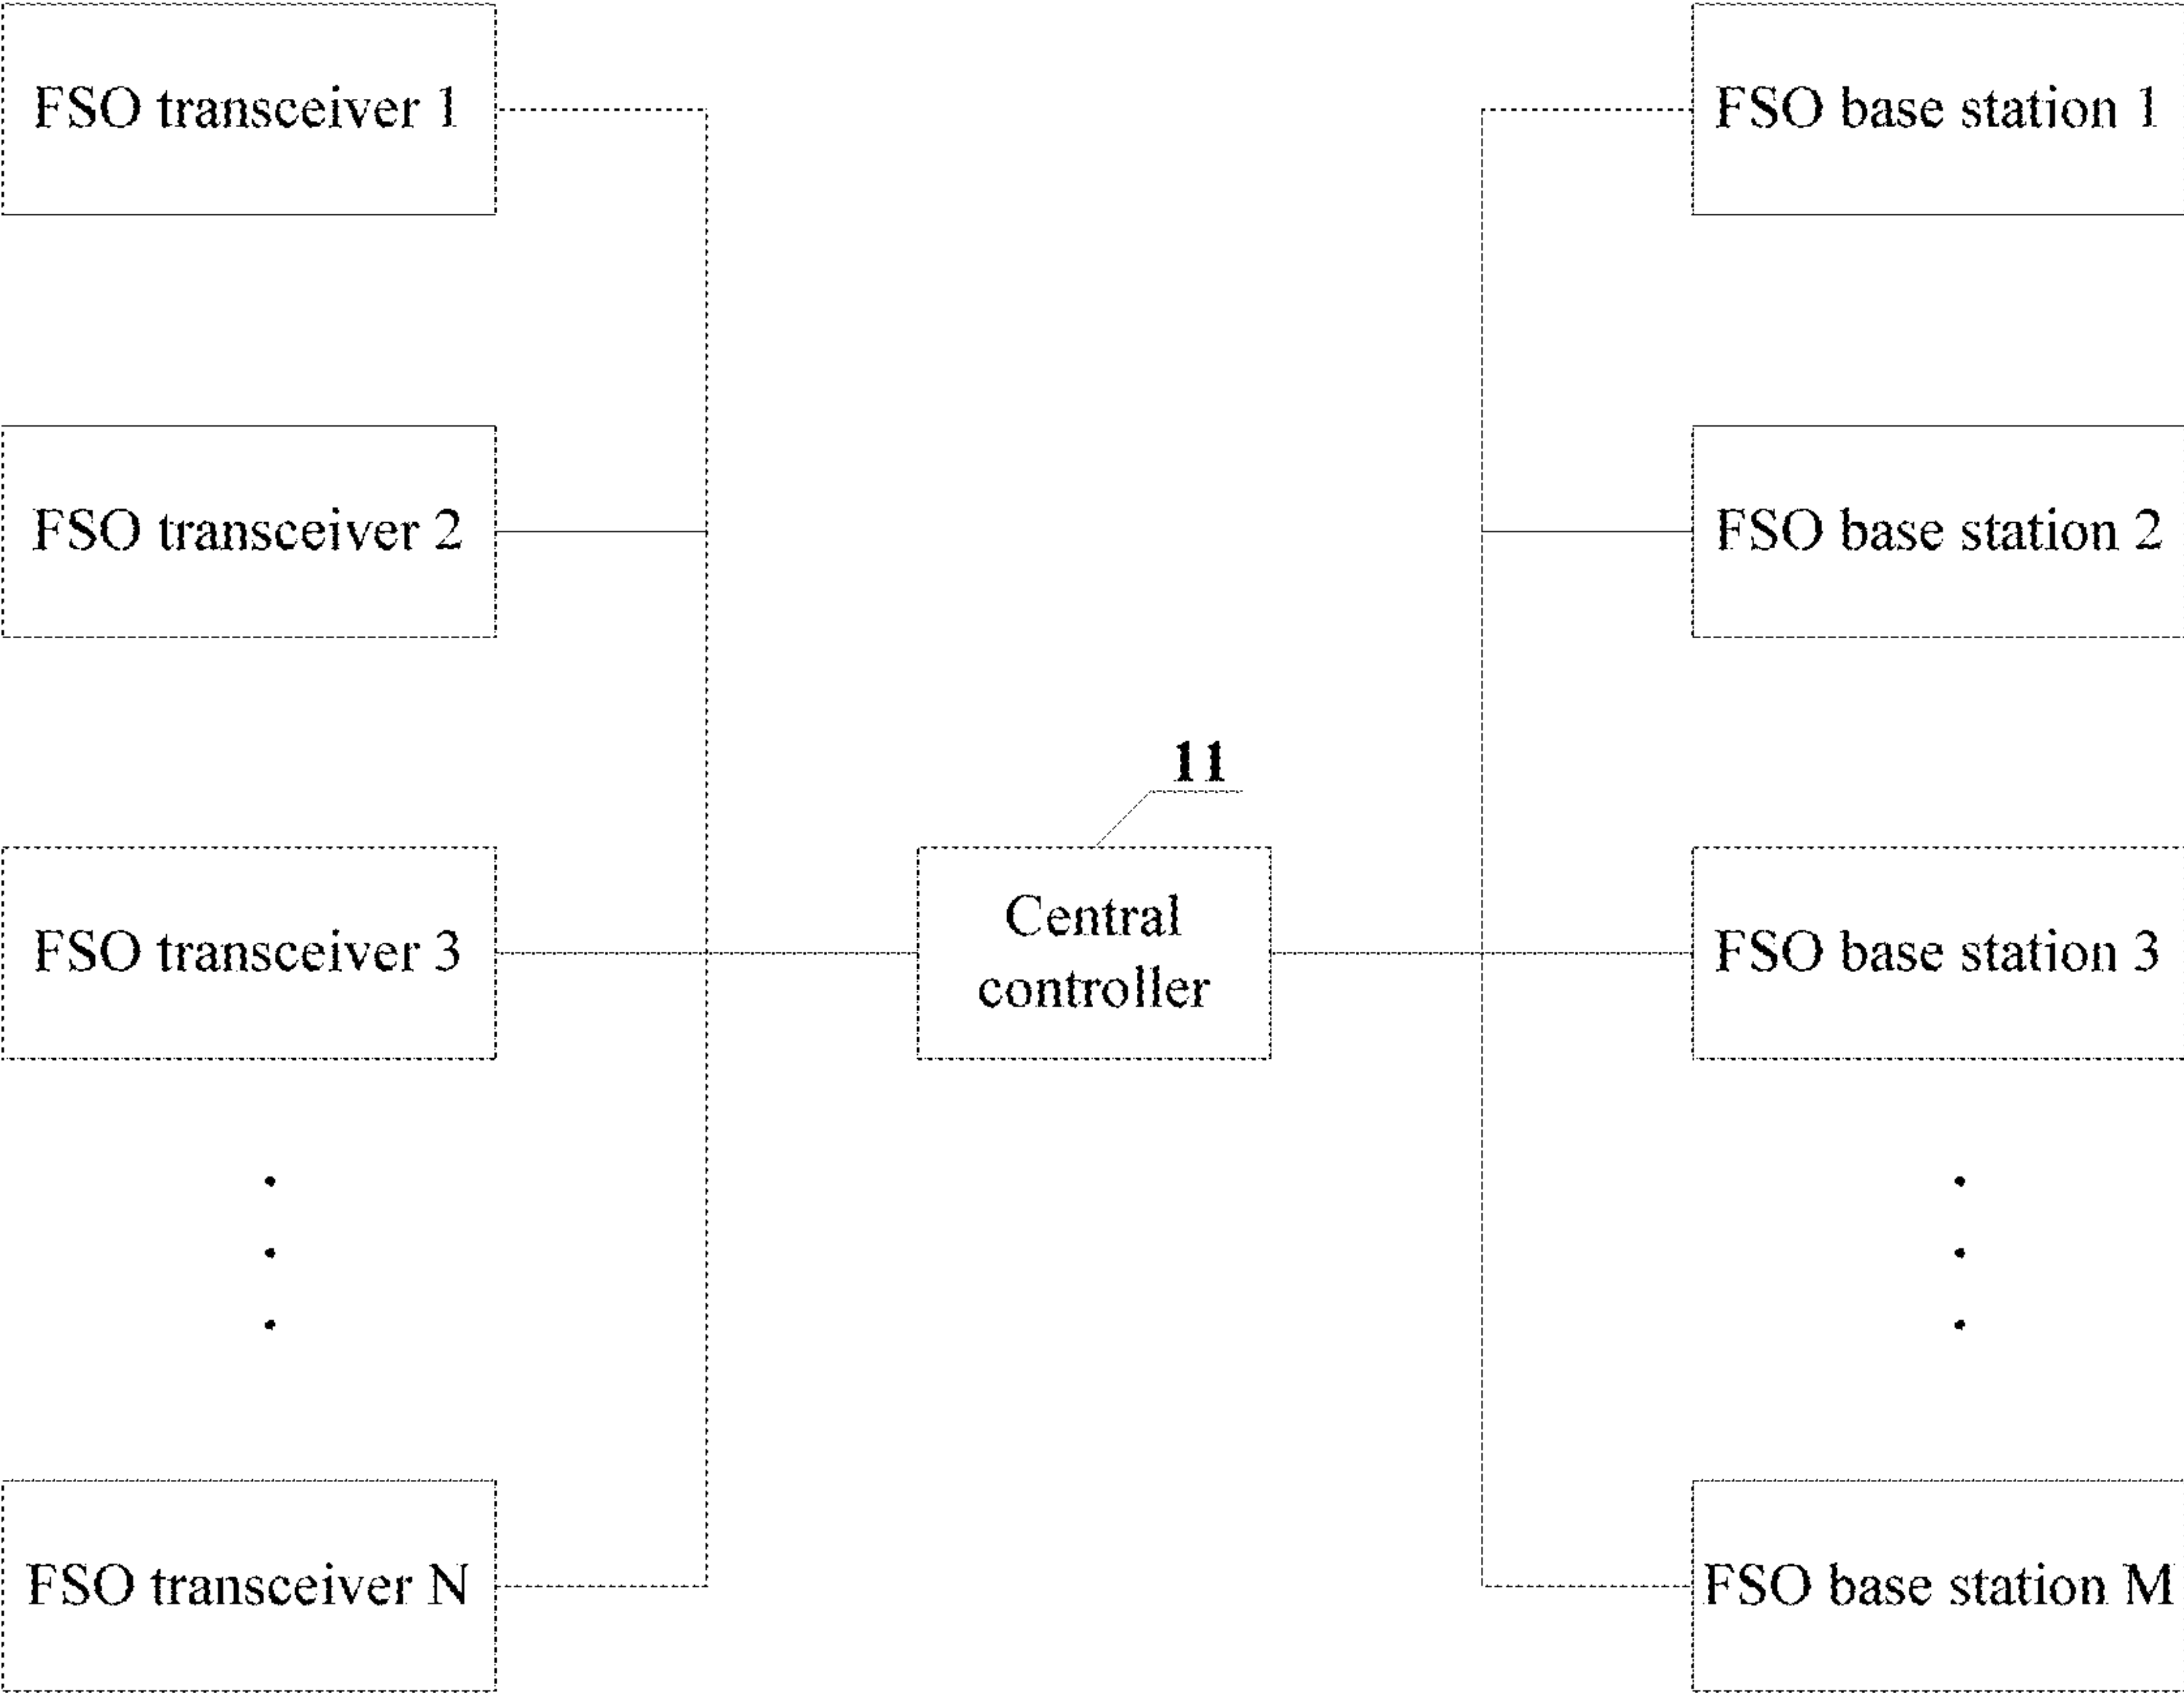 FSO transceiver 1
FSO base station 1
FSO transceiver 2
FSO base station 2
11
FSO transceiver 3
Central
controller
FSO base station 3
FSO transceiver N
FSO base station M